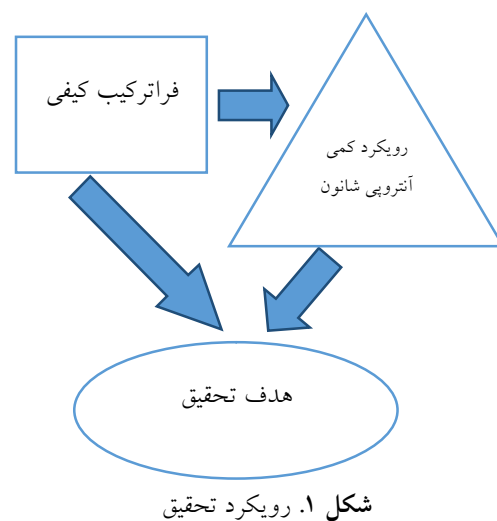 فراترکیب کیفی
رویکرد کمی
آنتروپی شانون
هدف تحقیق
شکل ۱. رویکرد تحقیق